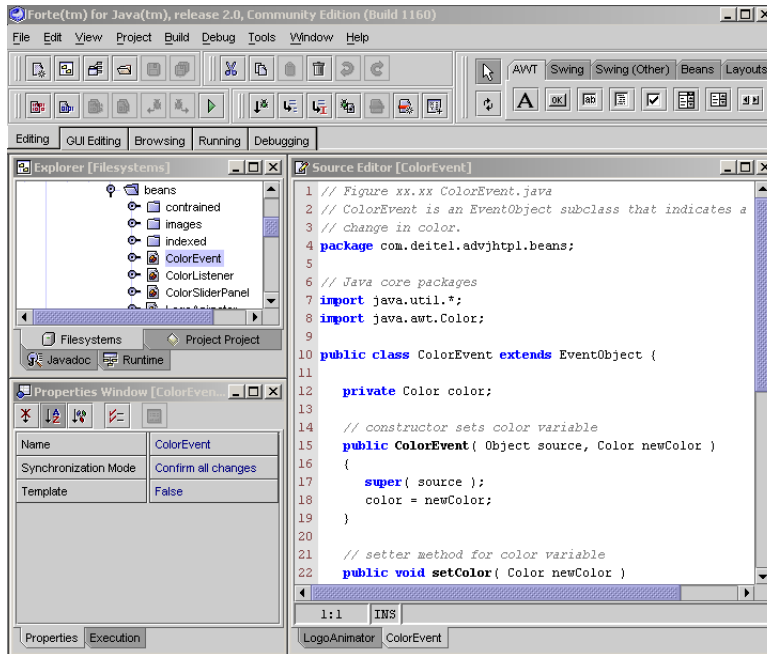 Forte(tm) for Java(tm), release 2.0, Community Edition (Build 1160)
File Edit View Project Build Debug Tools Window Help
AWT Swing Swing (Other) Beans Layouts
A OK ab
Editing GUI Editing Browsing Running Debugging
Explorer [Filesystems]
beans
contrained
images
indexed
ColorEvent
ColorListener
ColorSliderPanel
Filesystems Project Project
Javadoc Runtime
Properties Window [ColorEven...
Name ColorEvent
Synchronization Mode Confirm all changes
Template False
Properties Execution
Source Editor [ColorEvent]
1 // Figure xx.xx ColorEvent.java
2 // ColorEvent is an EventObject subclass that indicates a
3 // change in color.
4 package com.deitel.advjhtpl.beans;
5
6 // Java core packages
7 import java.util.*;
8 import java.awt.Color;
9
10 public class ColorEvent extends EventObject {
11
12 private Color color;
13
14 // constructor sets color variable
15 public ColorEvent( Object source, Color newColor )
16 {
17 super( source );
18 color = newColor;
19 }
20
21 // setter method for color variable
22 public void setColor( Color newColor )
1:1 INS
LogoAnimator ColorEvent